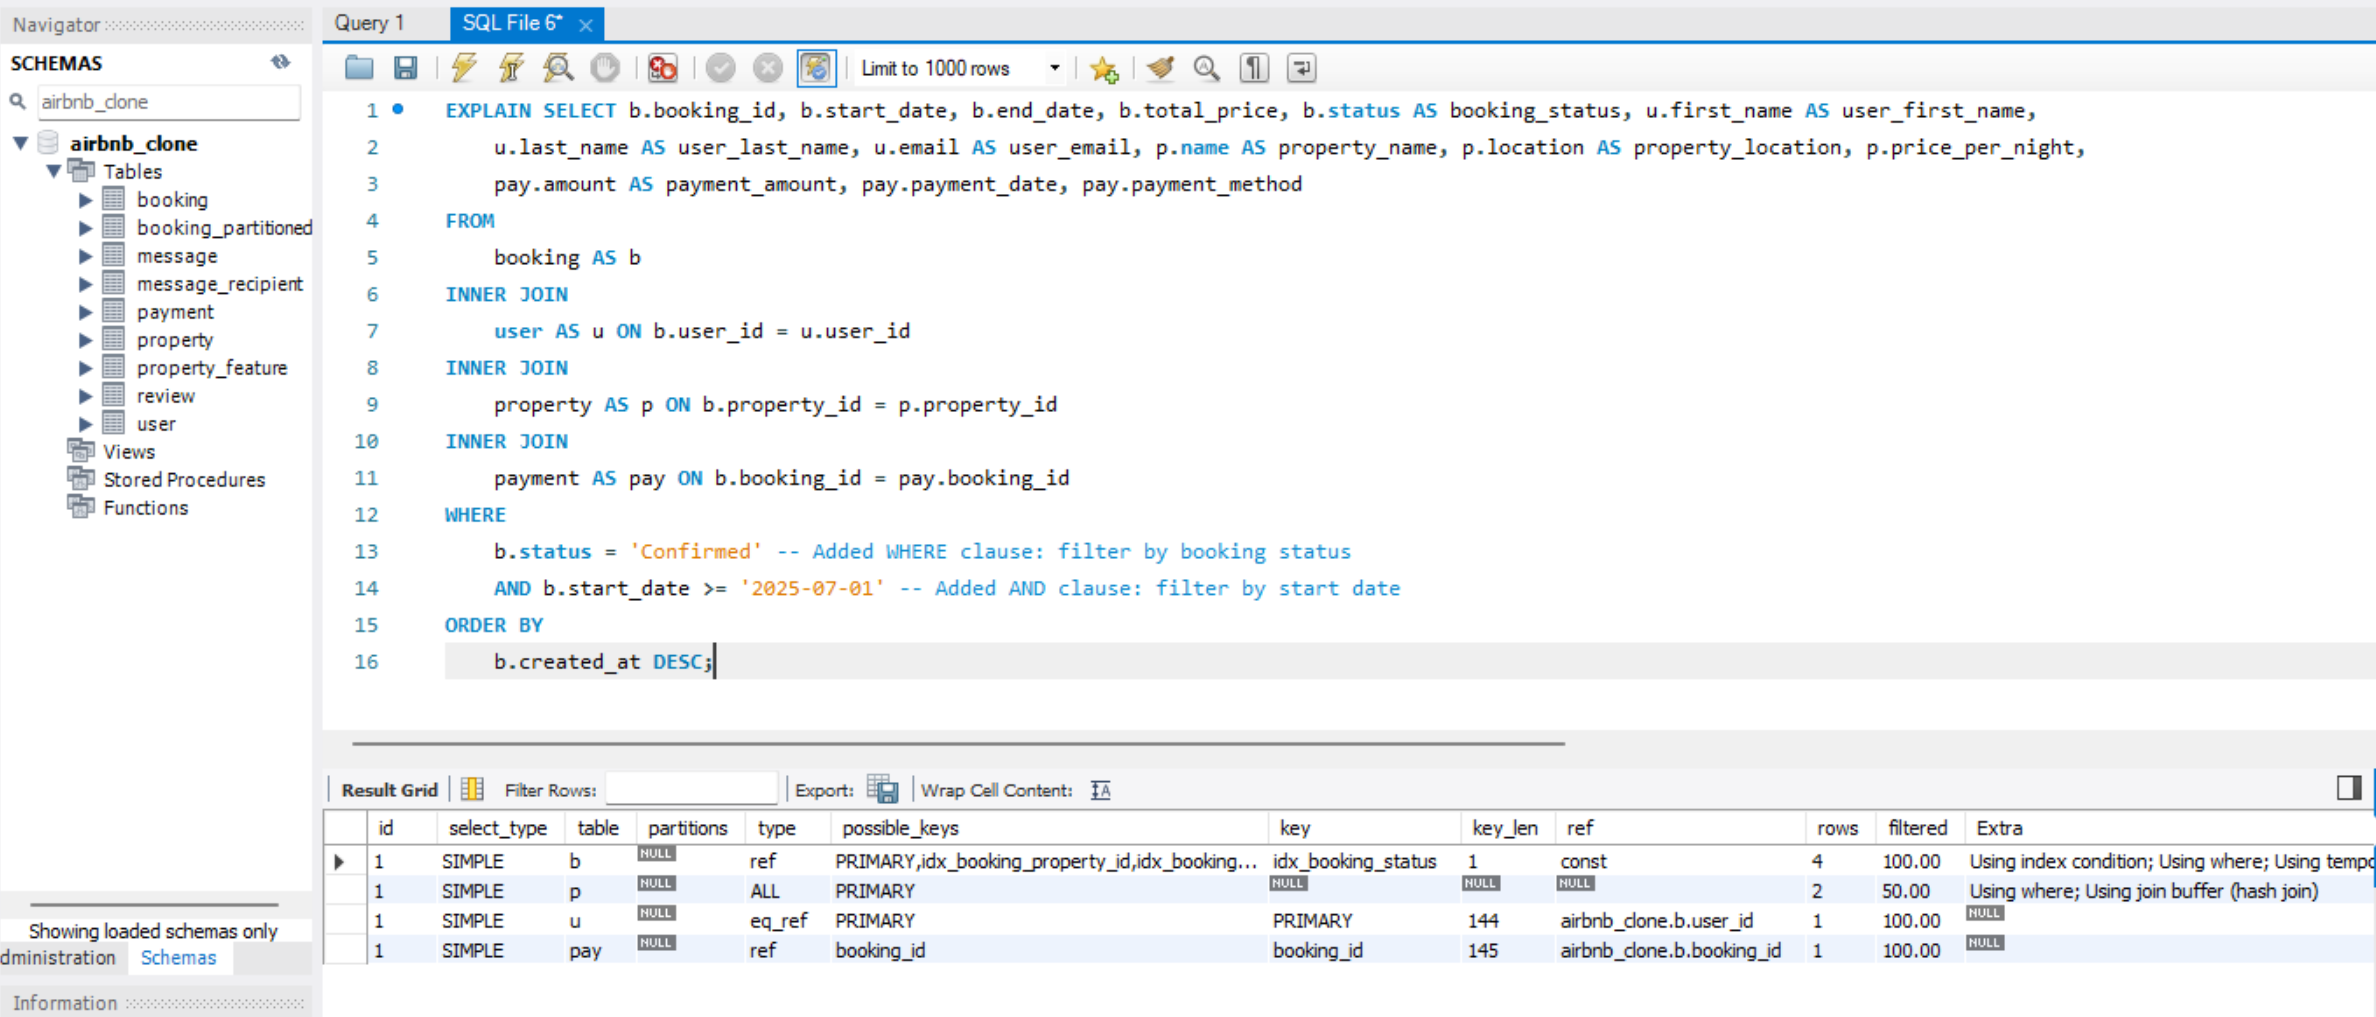 Navigator
SCHEMAS
airbnb_clone
airbnb_clone
Tables
booking
booking_partitioned
message
message_recipient
payment
property
property_feature
review
user
Views
Stored Procedures
Functions
Showing loaded schemas only
dministration Schemas
Information
Query 1 SQL File 6*
Limit to 1000 rows
1 EXPLAIN SELECT b.booking_id, b.start_date, b.end_date, b.total_price, b.status AS booking_status, u.first_name AS user_first_name,
2 u.last_name AS user_last_name, u.email AS user_email, p.name AS property_name, p.location AS property_location, p.price_per_night,
3 pay.amount AS payment_amount, pay.payment_date, pay.payment_method
4 FROM
5 booking AS b
6 INNER JOIN
7 user AS u ON b.user_id = u.user_id
8 INNER JOIN
9 property AS p ON b.property_id = p.property_id
10 INNER JOIN
11 payment AS pay ON b.booking_id = pay.booking_id
12 WHERE
13 b.status = 'Confirmed' -- Added WHERE clause: filter by booking status
14 AND b.start_date >= '2025-07-01' -- Added AND clause: filter by start date
15 ORDER BY
16 b.created_at DESC;
Result Grid Filter Rows: Export: Wrap Cell Content:
id select_type table partitions type possible_keys key key_len ref rows filtered Extra
1 SIMPLE b NULL ref PRIMARY,idx_booking_property_id,idx_booking... idx_booking_status 1 const 4 100.00 Using index condition; Using where; Using tempo
1 SIMPLE p NULL ALL PRIMARY NULL NULL NULL 2 50.00 Using where; Using join buffer (hash join)
1 SIMPLE u NULL eq_ref PRIMARY PRIMARY 144 airbnb_clone.b.user_id 1 100.00 NULL
1 SIMPLE pay NULL ref booking_id booking_id 145 airbnb_clone.b.booking_id 1 100.00 NULL